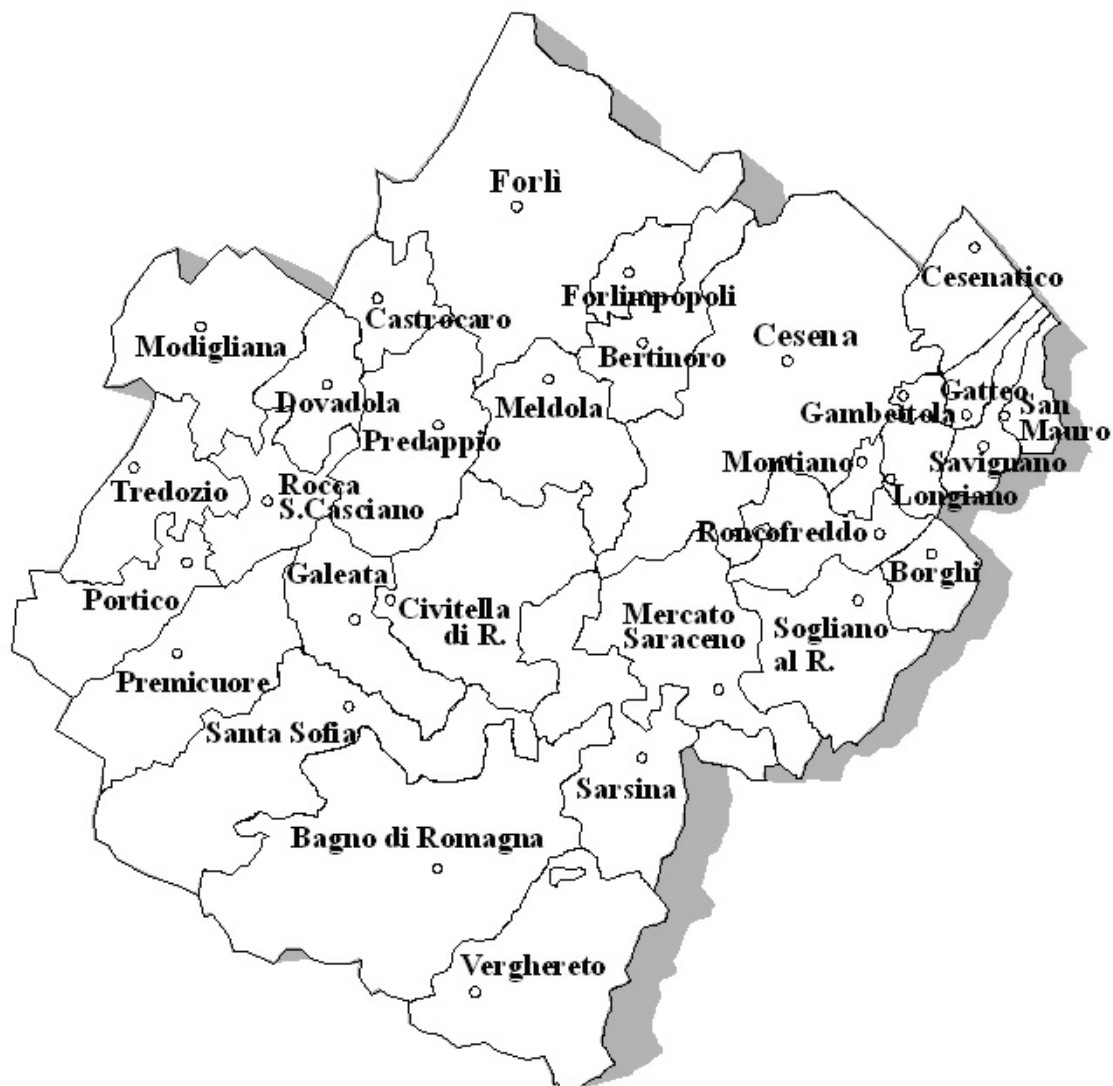 Forlì
Cesenatico
Forlimpopoli
Castrocaro
Modigliana
Cesena
Bertinoro
Dovadola
Meldola
Gatteo
Gambettola
San
Mauro
Predappio
Montiano
Savignano
Tredozio
Rocca
S.Casciano
Longiano
Roncofreddo
Galeata
Borghi
Portico
Civitella
di R.
Mercato
Saraceno
Sogliano
al R.
Premicuore
Santa Sofia
Sarsina
Bagno di Romagna
Verghereto